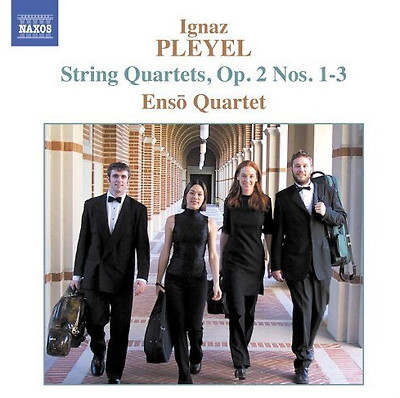 NAXOS
Ignaz
PLEYEL
String Quartets, Op. 2 Nos. 1-3
Ensō Quartet